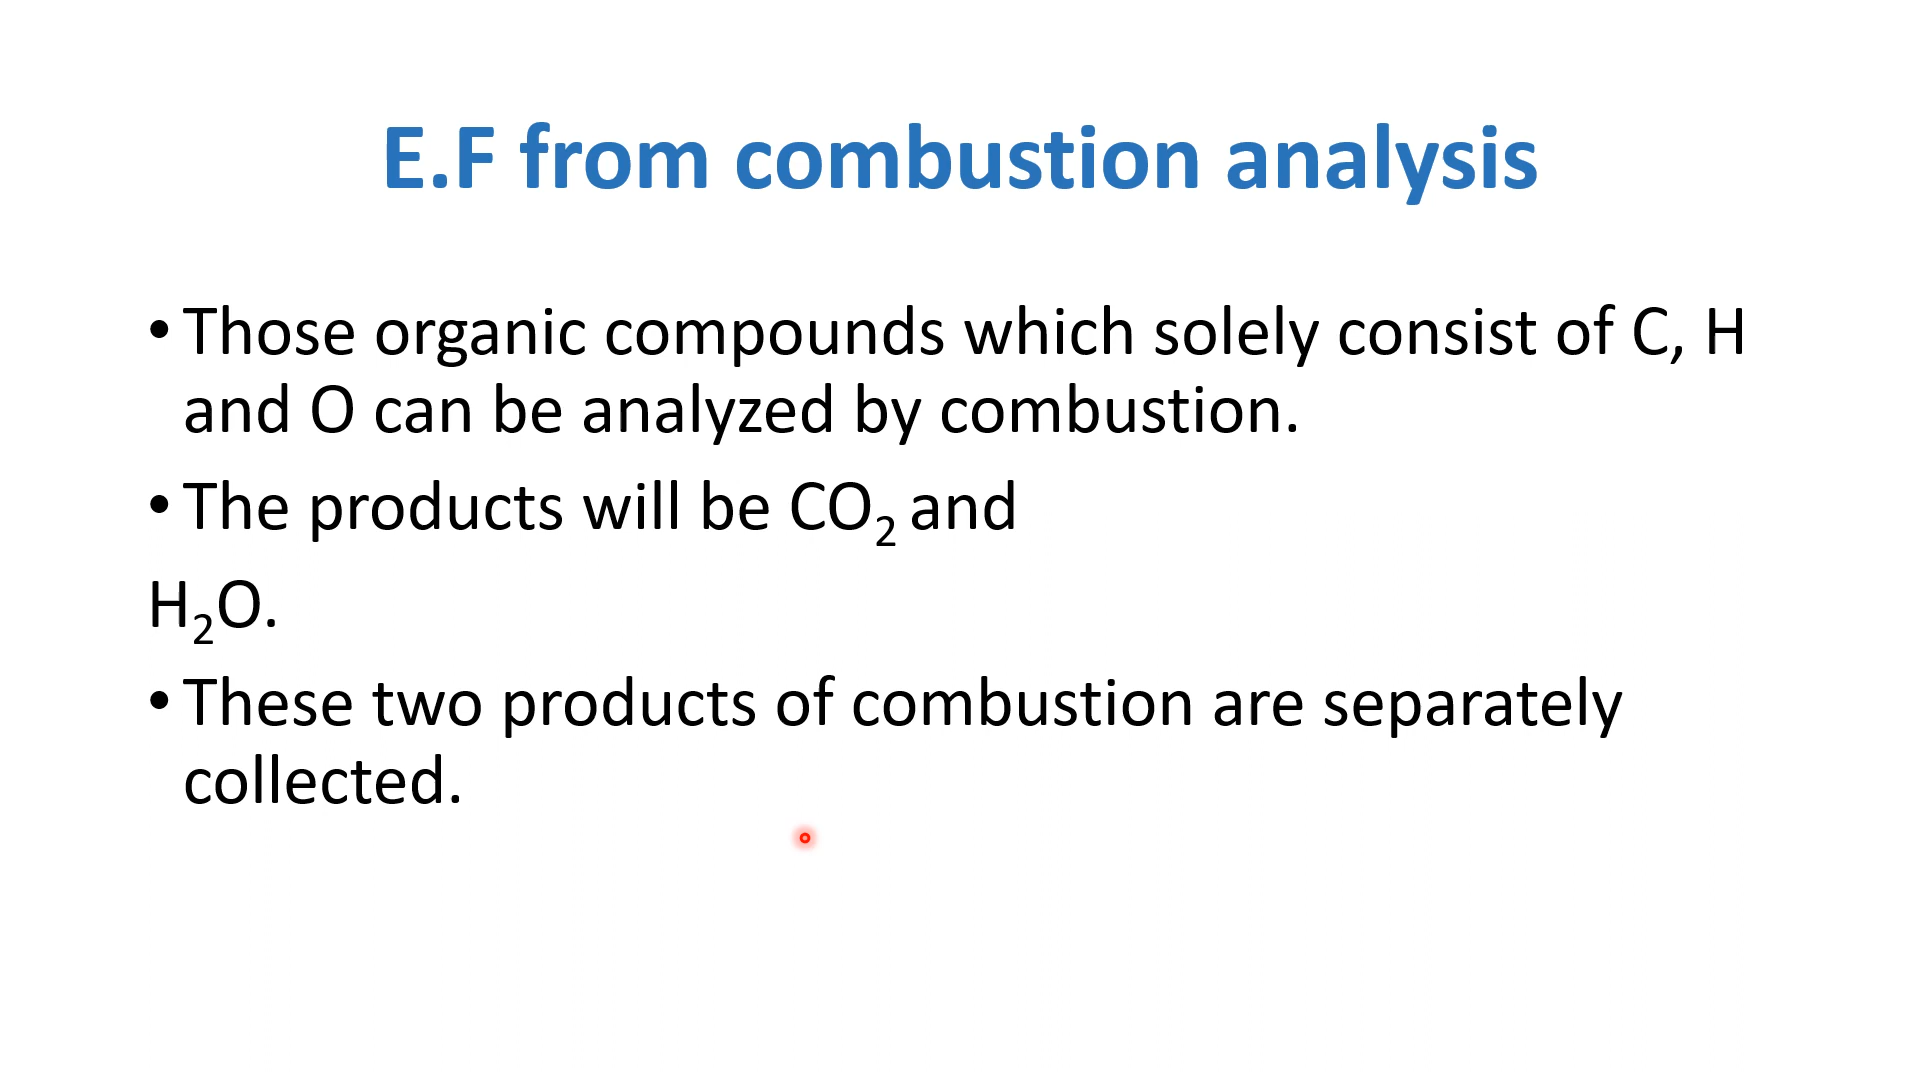 E.F from combustion analysis
• Those organic compounds which solely consist of C, H
and O can be analyzed by combustion.
• The products will be CO₂ and
H₂O.
• These two products of combustion are separately
collected.